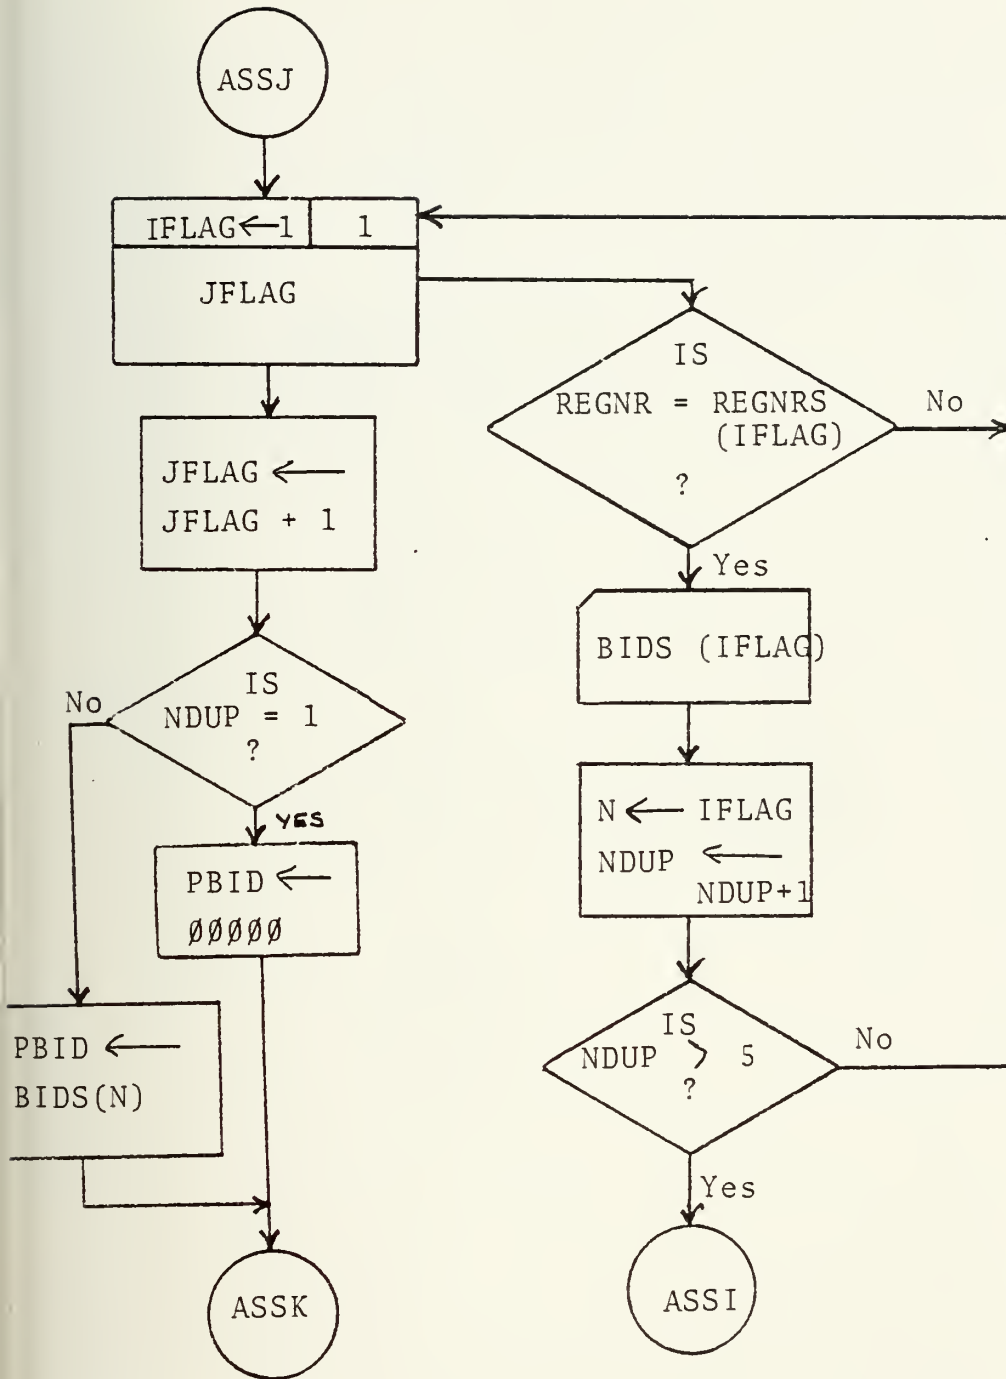 ASSJ
IFLAG←1 1
JFLAG
IS
REGNR = REGNRS
(IFLAG)
?
No
Yes
JFLAG ←
JFLAG + 1
BIDS (IFLAG)
IS
NDUP = 1
?
No
YES
N ← IFLAG
NDUP ←
NDUP+1
PBID ←
ØØØØØ
PBID ←
BIDS(N)
IS
NDUP > 5
?
No
Yes
ASSK
ASSI